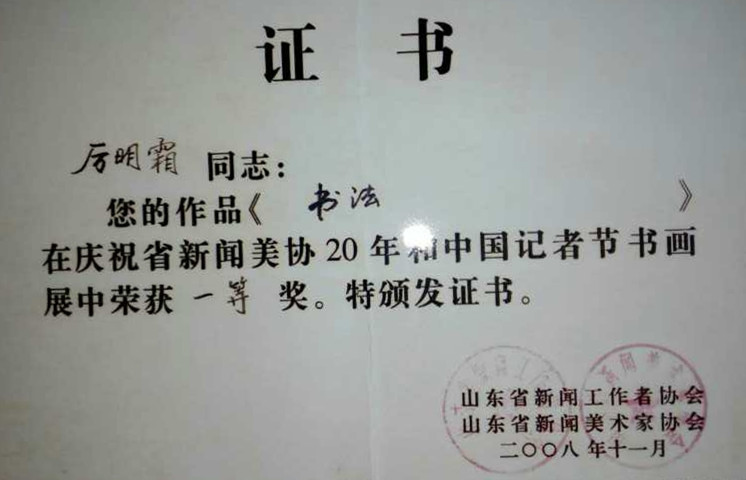 证书
厉明霜 同志：
您的作品《 书法 》
在庆祝省新闻美协20年和中国记者节书画
展中荣获 一等 奖。特颁发证书。
山东省新闻工作者协会
山东省新闻美术家协会
二〇〇八年十一月